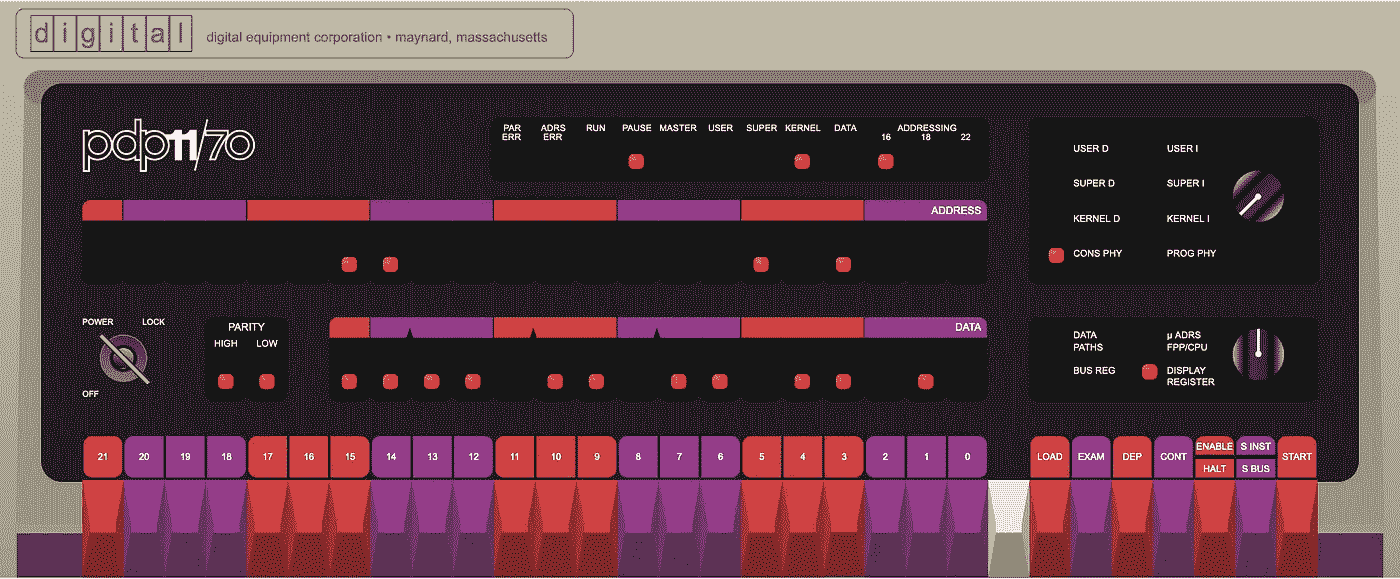 digital digital equipment corporation • maynard, massachusetts
pdp11/70
PAR ERR ADRS ERR RUN PAUSE MASTER USER SUPER KERNEL DATA ADDRESSING 16 18 22
USER D USER I
SUPER D SUPER I
KERNEL D KERNEL I
CONS PHY PROG PHY
ADDRESS
POWER LOCK
OFF
PARITY
HIGH LOW
DATA
DATA PATHS µ ADRS FPP/CPU
BUS REG DISPLAY REGISTER
21 20 19 18 17 16 15 14 13 12 11 10 9 8 7 6 5 4 3 2 1 0
LOAD EXAM DEP CONT ENABLE HALT S INST S BUS START